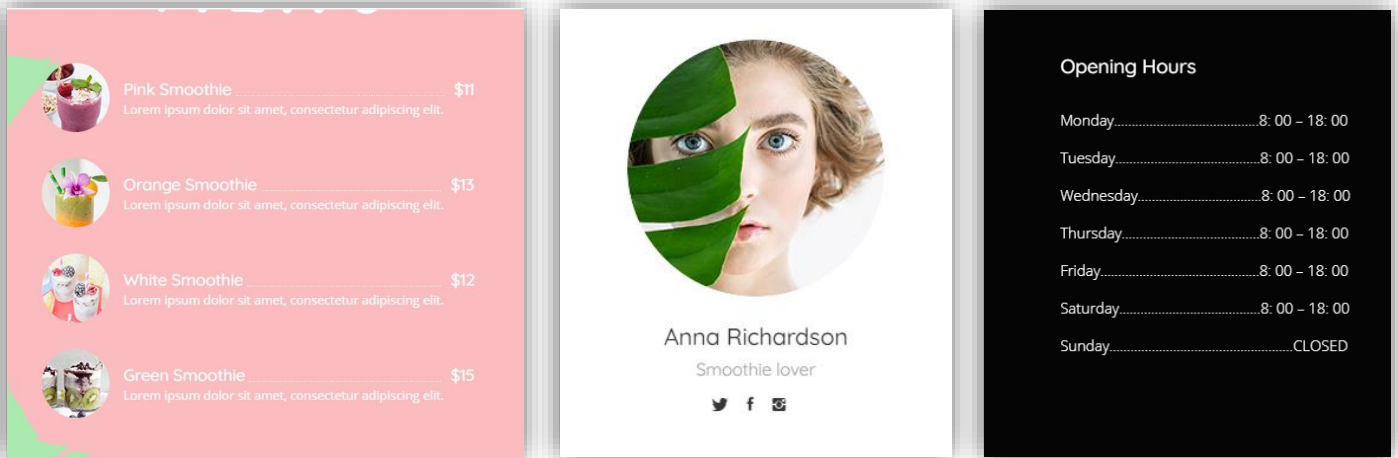 Pink Smoothie $11
Lorem ipsum dolor sit amet, consectetur adipiscing elit.
Orange Smoothie $13
Lorem ipsum dolor sit amet, consectetur adipiscing elit.
White Smoothie $12
Lorem ipsum dolor sit amet, consectetur adipiscing elit.
Green Smoothie $15
Lorem ipsum dolor sit amet, consectetur adipiscing elit.
Anna Richardson
Smoothie lover
Opening Hours
Monday 8: 00 – 18: 00
Tuesday 8: 00 – 18: 00
Wednesday 8: 00 – 18: 00
Thursday 8: 00 – 18: 00
Friday 8: 00 – 18: 00
Saturday 8: 00 – 18: 00
Sunday CLOSED